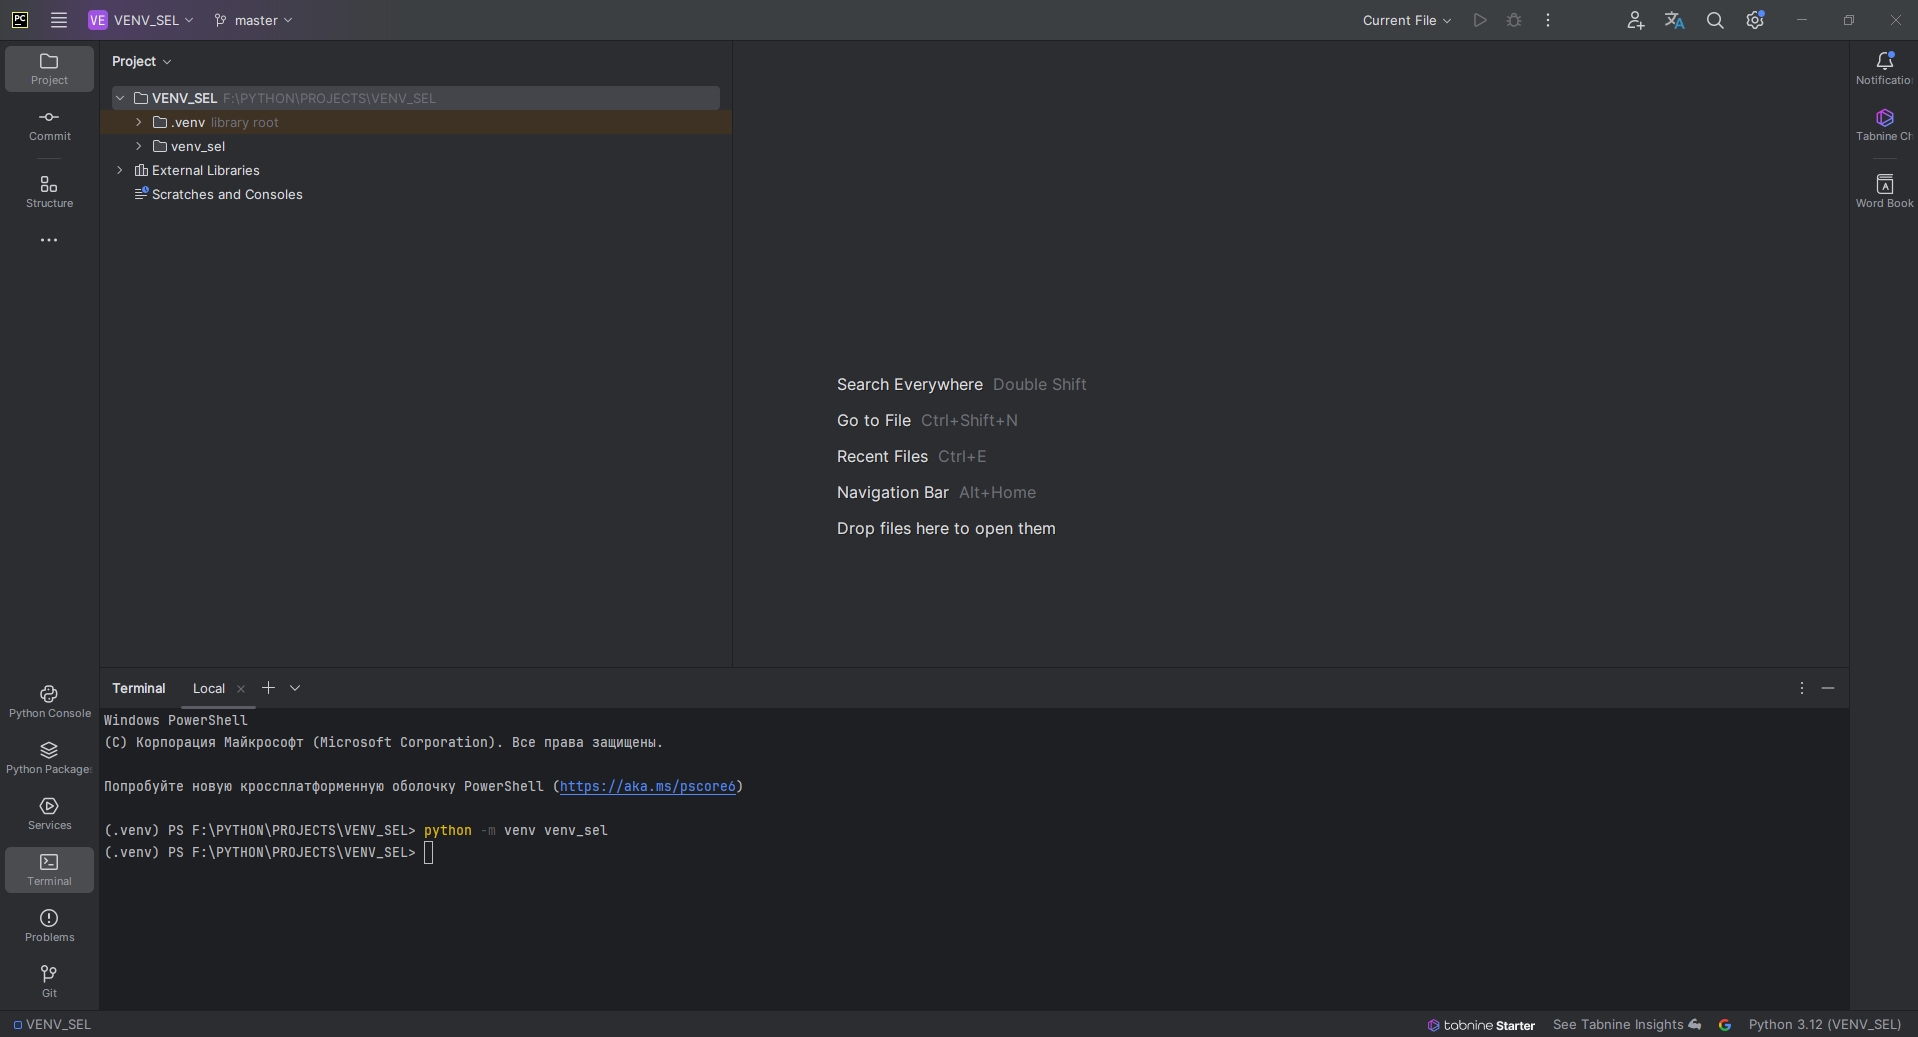 PC
VE VENV_SEL master Current File
Project
Project
Commit
Structure
VENV_SEL F:\PYTHON\PROJECTS\VENV_SEL
.venv library root
venv_sel
External Libraries
Scratches and Consoles
Search Everywhere Double Shift
Go to File Ctrl+Shift+N
Recent Files Ctrl+E
Navigation Bar Alt+Home
Drop files here to open them
Notificatio
Tabnine Ch
Word Book
Python Console
Python Package
Services
Terminal
Problems
Git
Terminal Local
Windows PowerShell
(C) Корпорация Майкрософт (Microsoft Corporation). Все права защищены.
Попробуйте новую кроссплатформенную оболочку PowerShell (https://aka.ms/pscore6)
(.venv) PS F:\PYTHON\PROJECTS\VENV_SEL> python -m venv venv_sel
(.venv) PS F:\PYTHON\PROJECTS\VENV_SEL>
VENV_SEL tabnine Starter See Tabnine Insights Python 3.12 (VENV_SEL)